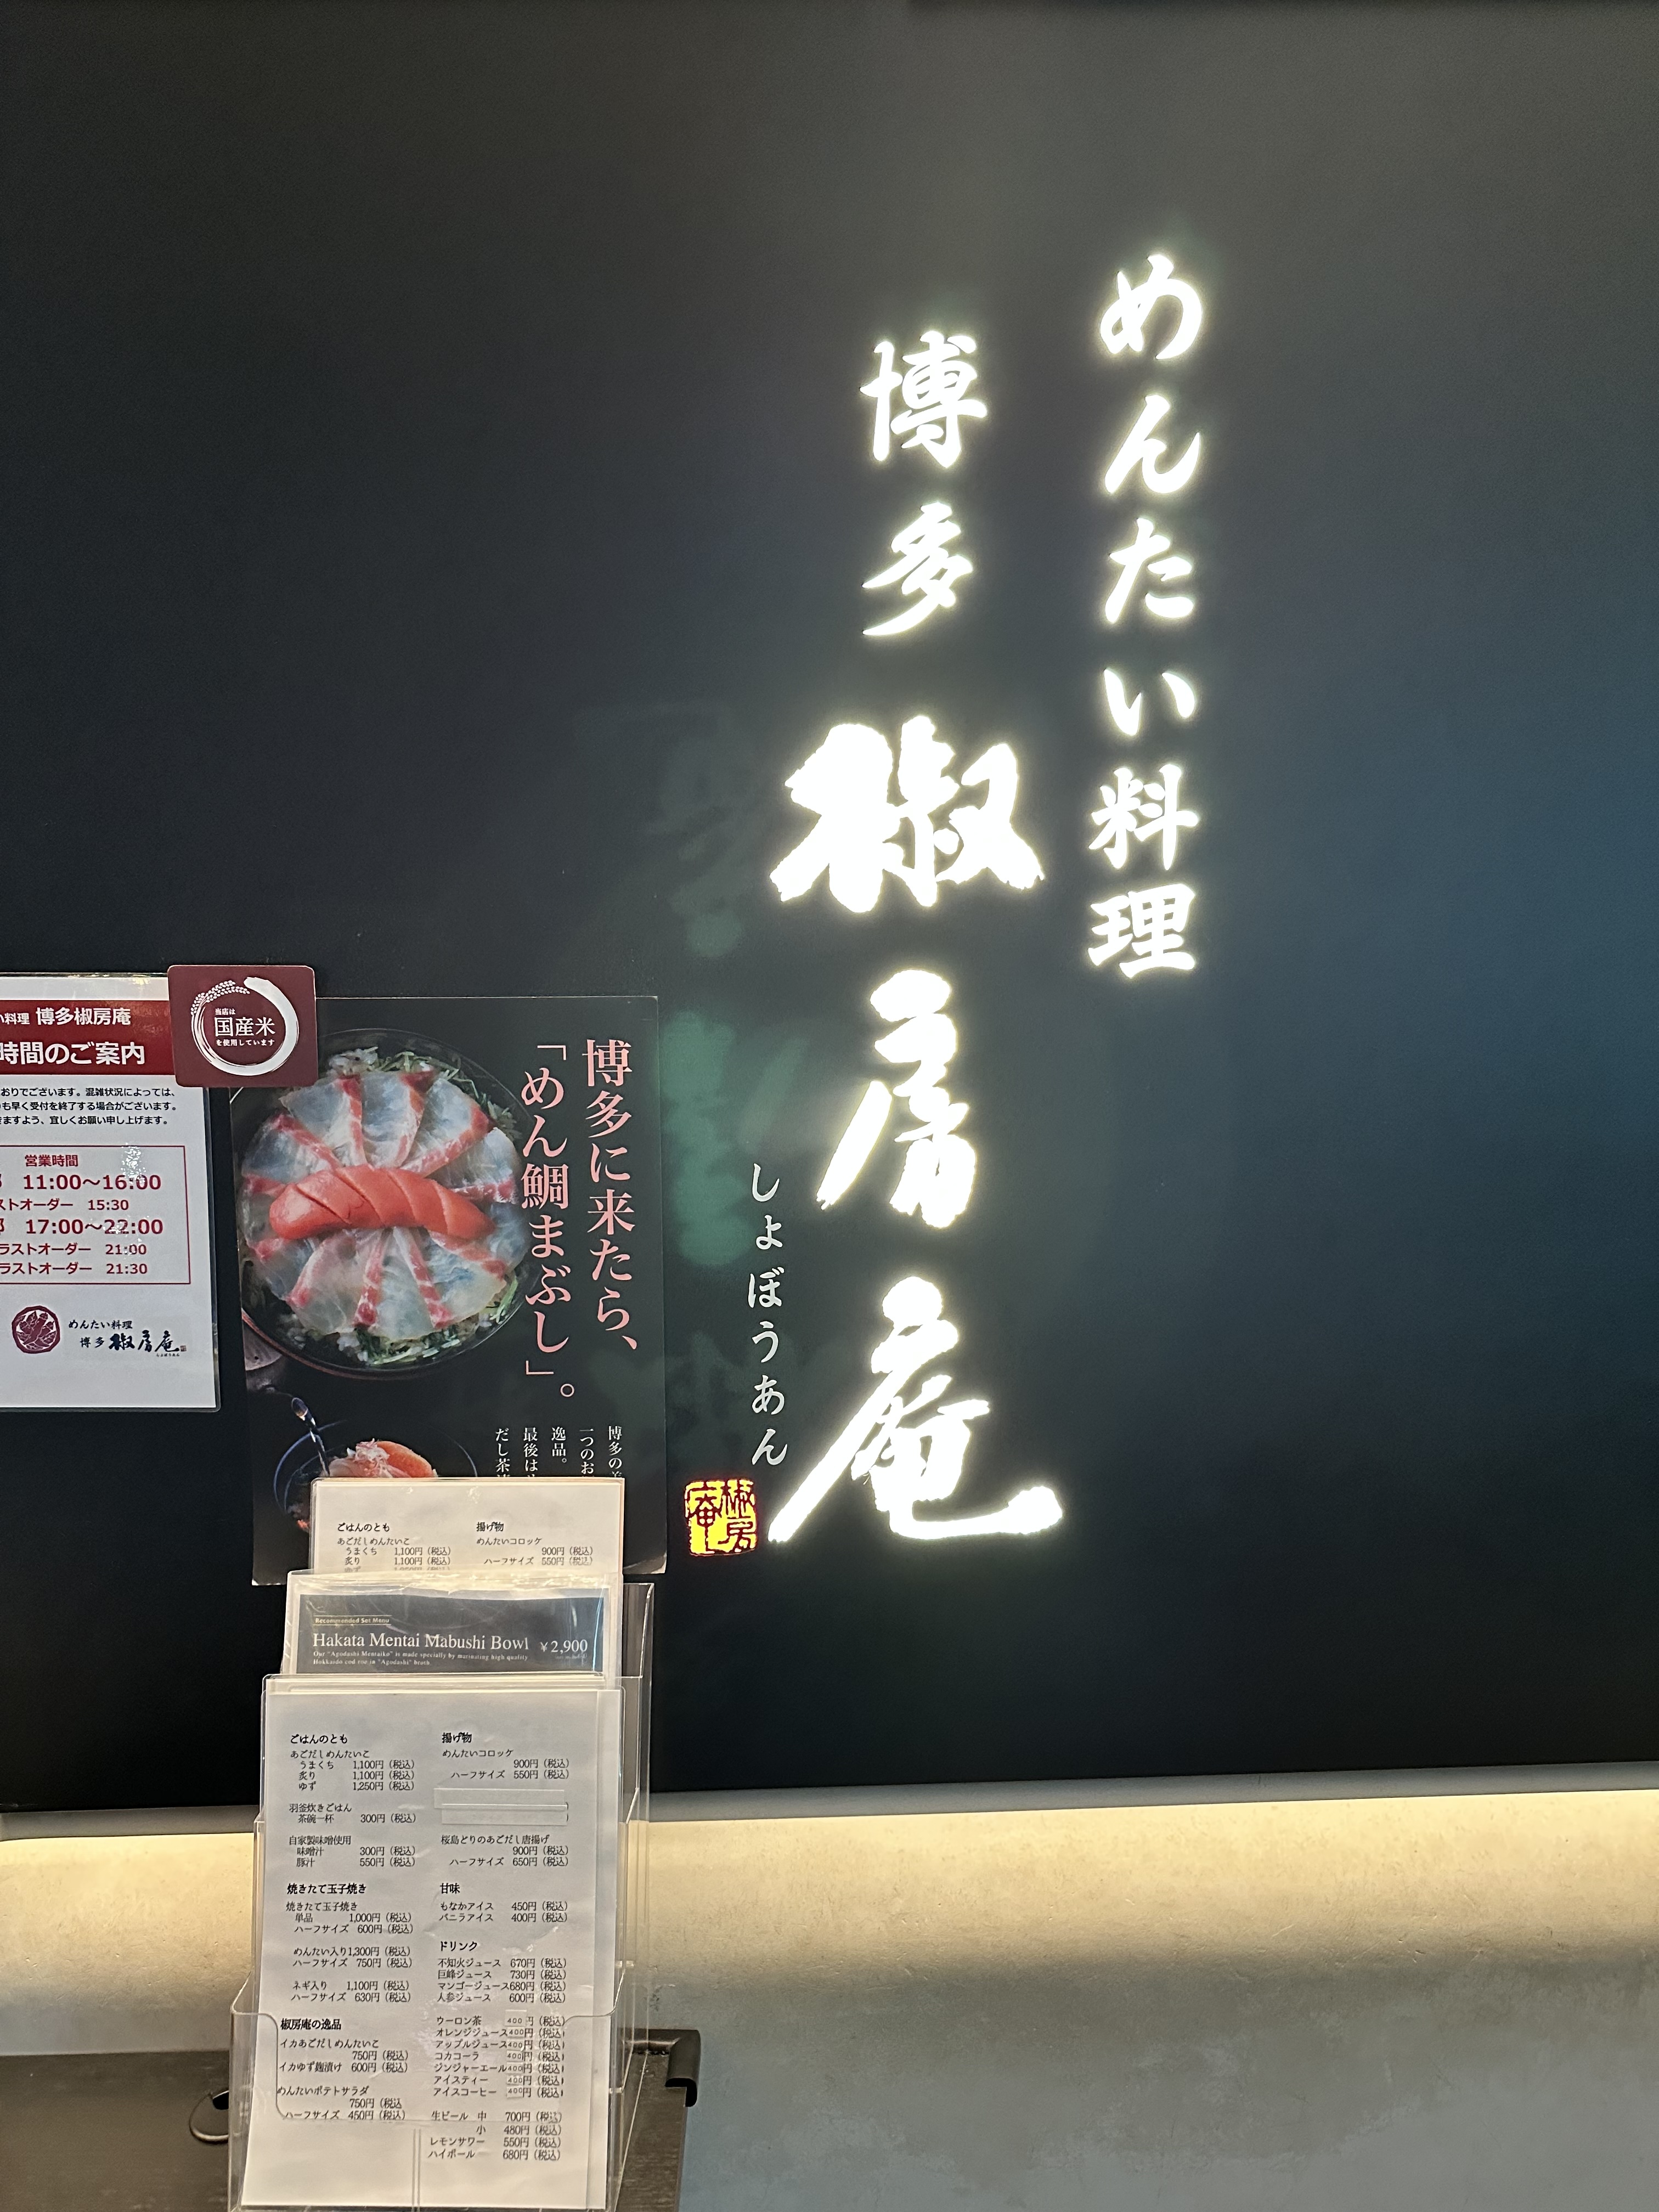 めんたい料理
博多 椒房庵
しょぼうあん
椒房庵
い料理 博多椒房庵
時間のご案内
おりでございます。混雑状況によっては、
も早く受付を終了する場合がございます。
ますよう、宜しくお願い申し上げます。
営業時間
11:00～16:00
ストオーダー 15:30
17:00～22:00
ラストオーダー 21:00
ラストオーダー 21:30
めんたい料理
博多 椒房庵
当店は
国産米
を使用しています
博多に来たら、
「めん鯛まぶし」。
博多の
一つのお
逸品。
最後は
だし茶
ごはんのとも
あごだしめんたいこ
うまくち 1,100円（税込）
炙り 1,100円（税込）
揚げ物
めんたいコロッケ
900円（税込）
ハーフサイズ 550円（税込）
Recommended Set Menu
Hakata Mentai Mabushi Bowl ¥2,900
Our "Agodashi Mentaiko" is made specially by marinating high quality
Hokkaido cod roe in "Agodashi" broth.
ごはんのとも
あごだしめんたいこ
うまくち 1,100円（税込）
炙り 1,100円（税込）
ゆず 1,250円（税込）
羽釜炊きごはん
茶碗一杯 300円（税込）
自家製味噌使用
味噌汁 300円（税込）
豚汁 550円（税込）
焼きたて玉子焼き
焼きたて玉子焼き
単品 1,000円（税込）
ハーフサイズ 600円（税込）
めんたい入り1,300円（税込）
ハーフサイズ 750円（税込）
ネギ入り 1,100円（税込）
ハーフサイズ 630円（税込）
椒房庵の逸品
イカあごだしめんたいこ
750円（税込）
イカゆず麹漬け 600円（税込）
めんたいポテトサラダ
750円（税込
ハーフサイズ 450円（税込）
揚げ物
めんたいコロッケ
900円（税込）
ハーフサイズ 550円（税込）
桜島どりのあごだし唐揚げ
900円（税込）
ハーフサイズ 650円（税込）
甘味
もなかアイス 450円（税込）
バニラアイス 400円（税込）
ドリンク
不知火ジュース 670円（税込）
巨峰ジュース 730円（税込）
マンゴージュース680円（税込）
人参ジュース 600円（税込）
ウーロン茶 400円（税込）
オレンジジュース400円（税込）
アップルジュース400円（税込）
コカコーラ 400円（税込）
ジンジャーエール400円（税込）
アイスティー 400円（税込）
アイスコーヒー 400円（税込）
生ビール 中 700円（税込）
小 480円（税込）
レモンサワー 550円（税込）
ハイボール 680円（税込）